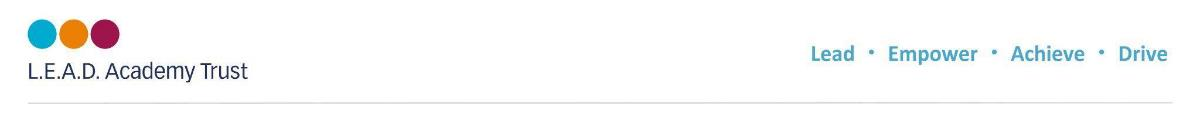 Lead • Empower • Achieve • Drive
L.E.A.D. Academy Trust